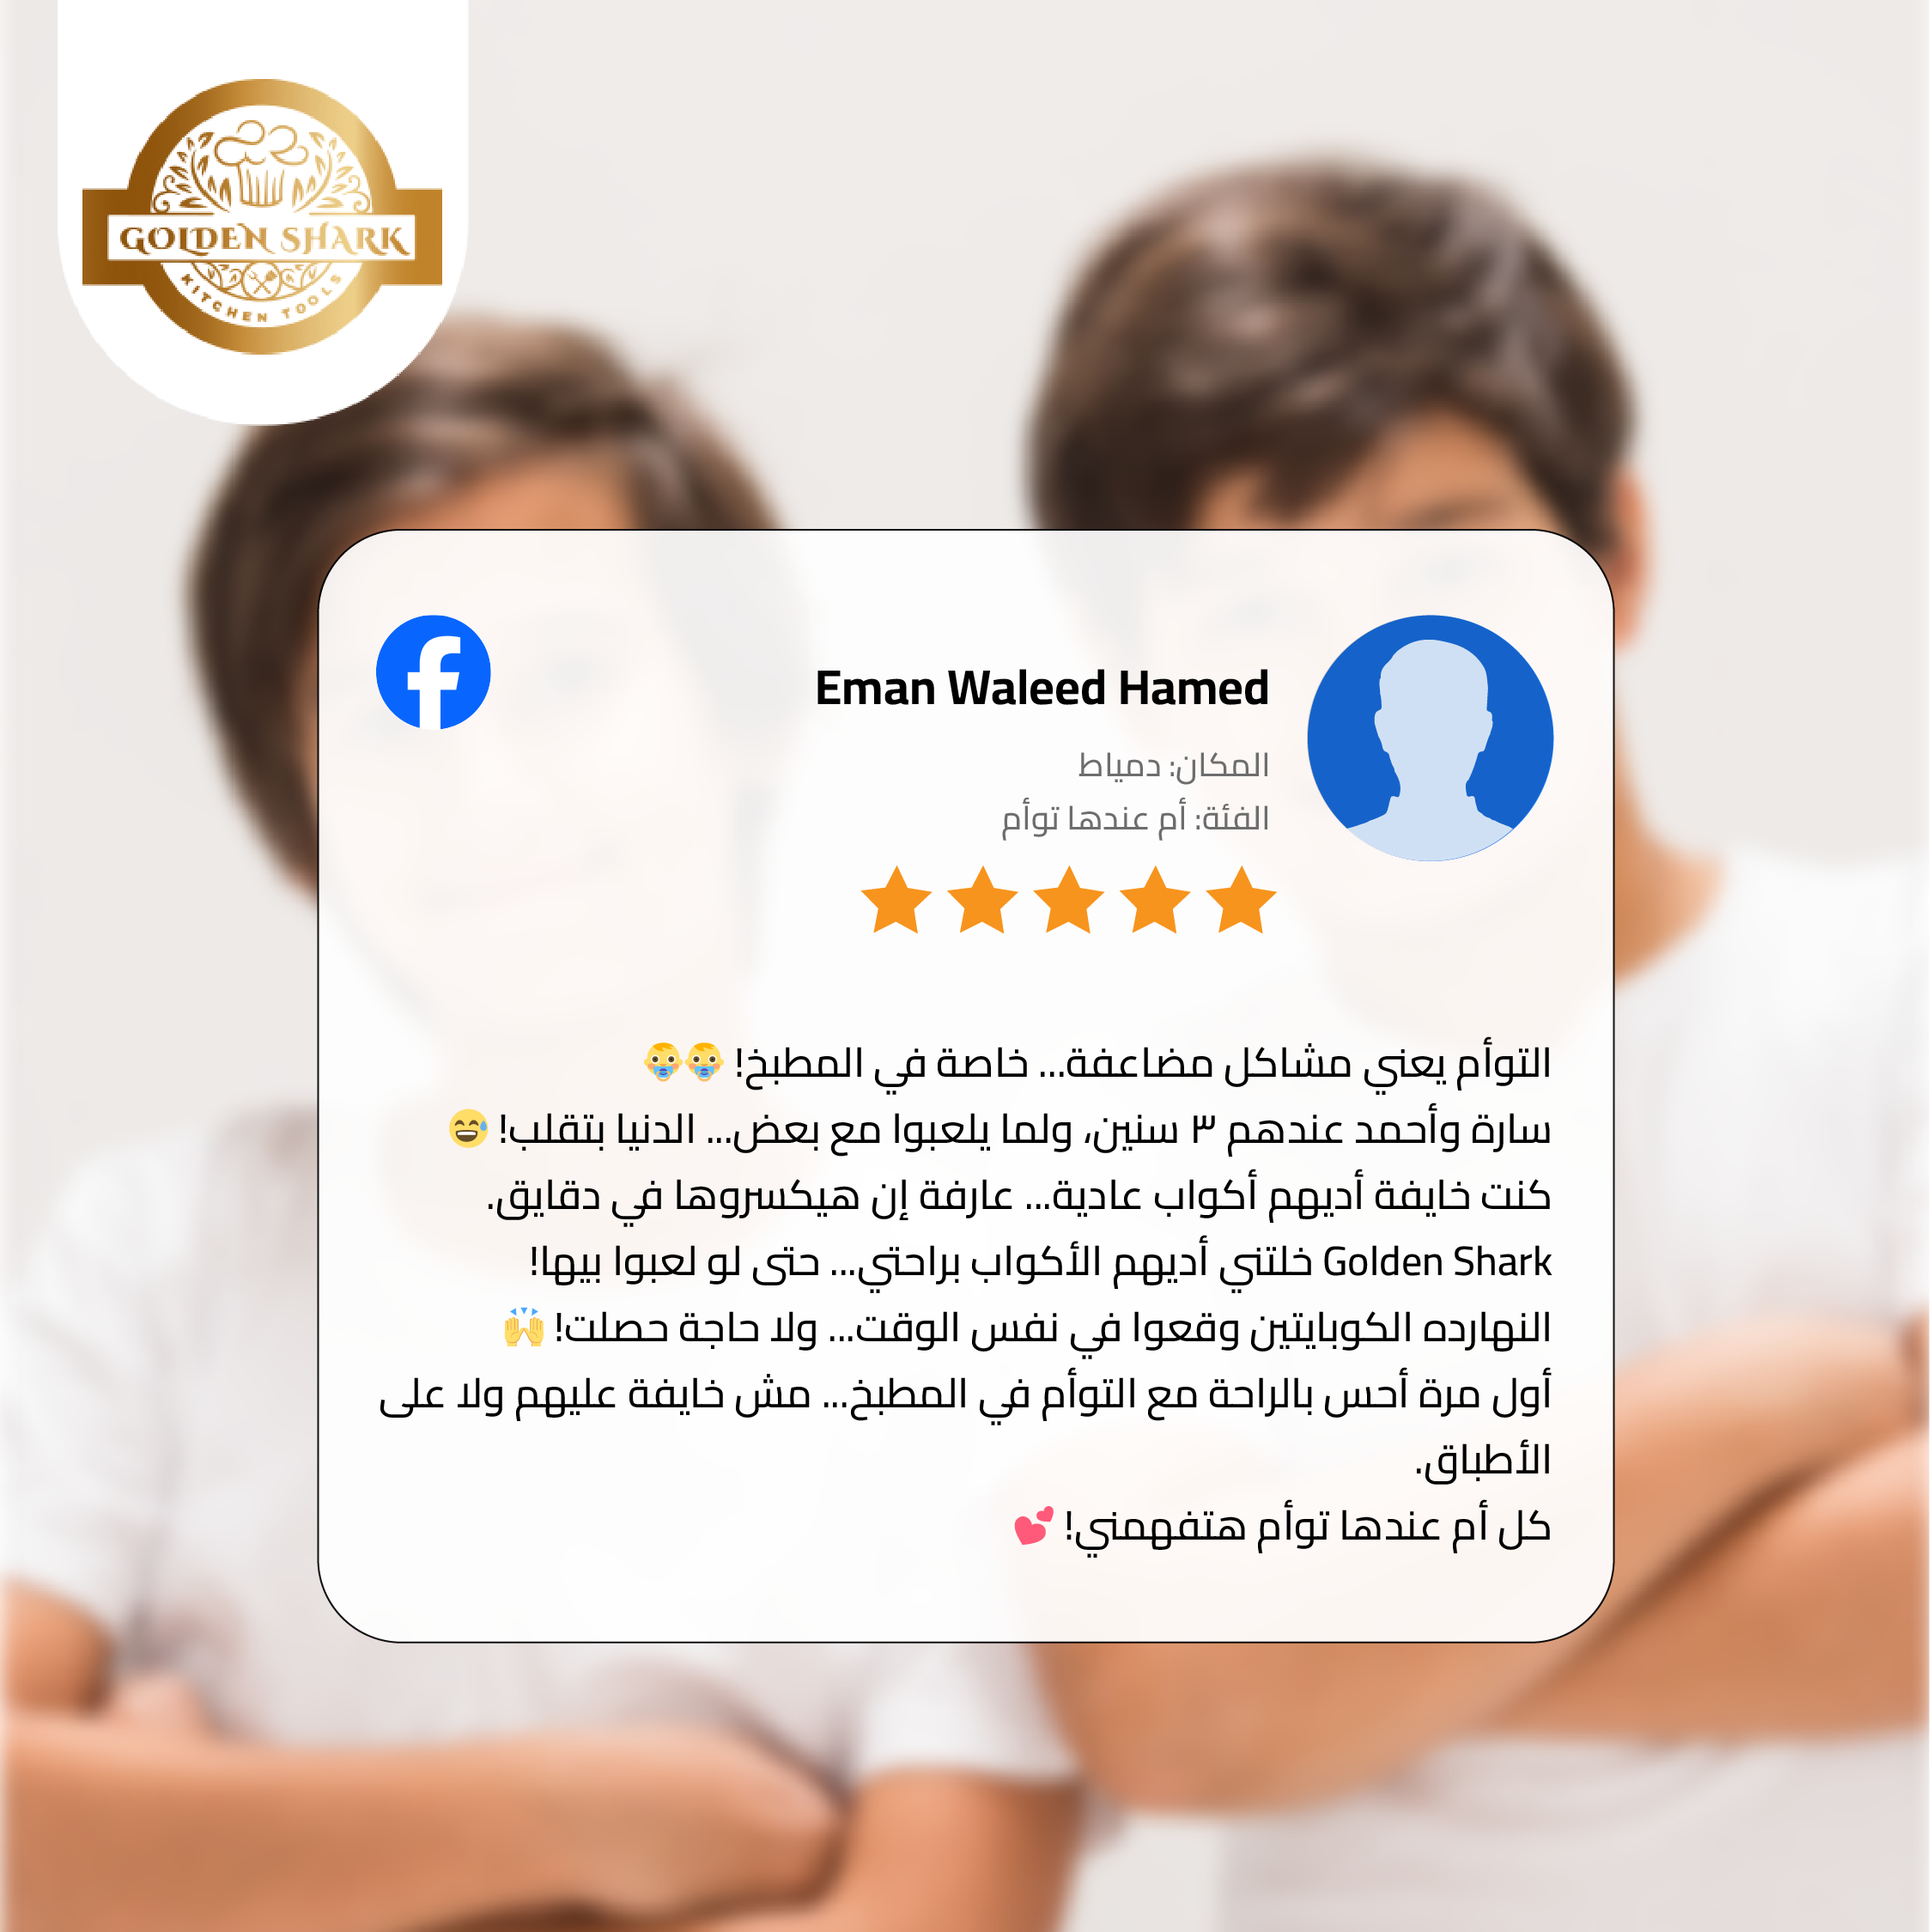 GOLDEN SHARK
KITCHEN TOOLS
Eman Waleed Hamed
المكان: دمياط
الفئة: أم عندها توأم
التوأم يعني مشاكل مضاعفة... خاصة في المطبخ! 👶👶
سارة وأحمد عندهم ٣ سنين، ولما يلعبوا مع بعض... الدنيا بتقلب! 😅
كنت خايفة أديهم أكواب عادية... عارفة إن هيكسروها في دقايق.
Golden Shark خلتني أديهم الأكواب براحتي... حتى لو لعبوا بيها!
النهارده الكوبايتين وقعوا في نفس الوقت... ولا حاجة حصلت! 🙌
أول مرة أحس بالراحة مع التوأم في المطبخ... مش خايفة عليهم ولا على
الأطباق.
كل أم عندها توأم هتفهمني! 💕